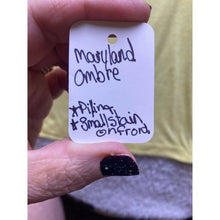 Maryland
Ombre
*Piling
*Small Stain
on front